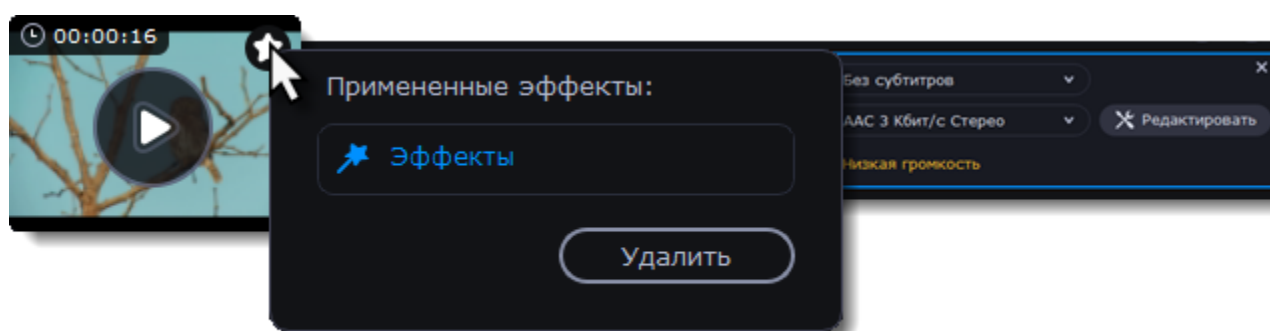 00:00:16
Примененные эффекты:
Эффекты
Удалить
Без субтитров
AAC 3 Кбит/с Стерео
Редактировать
Низкая громкость